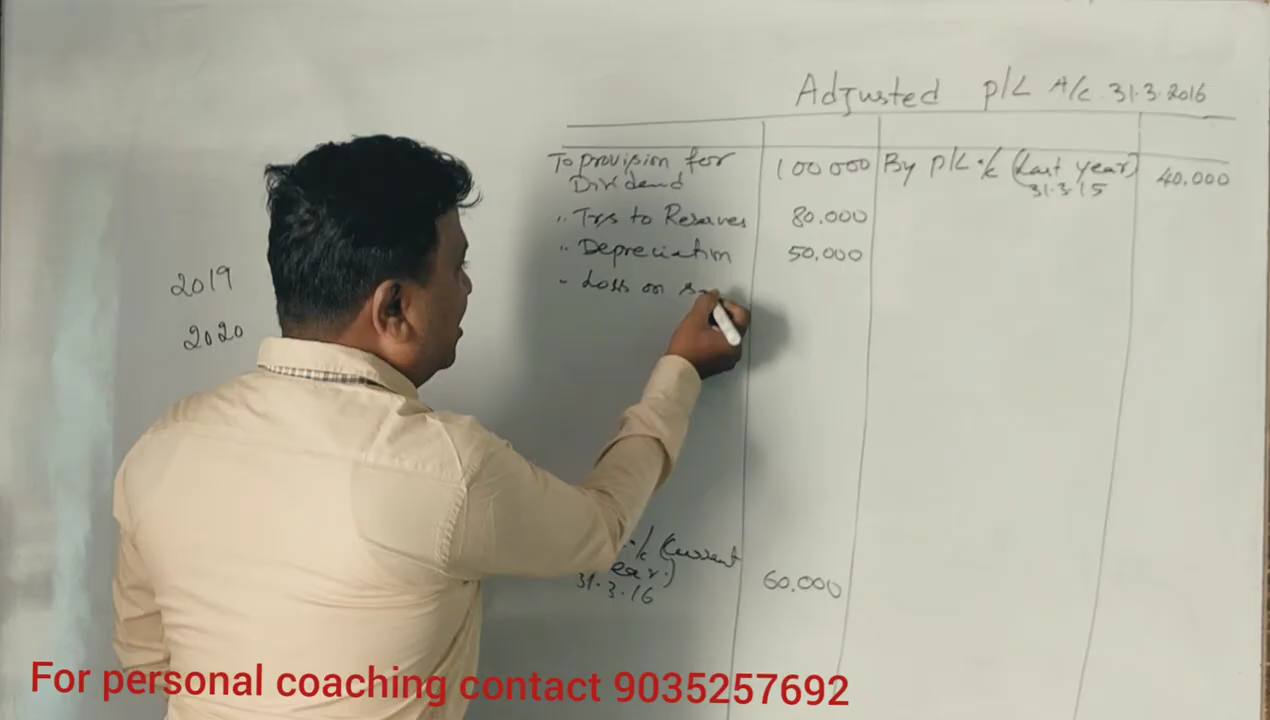 Adjusted P/L A/c 31.3.2016
To provision for
Dividend 100000
By P/L A/c (Last year)
31.3.15 40.000
" Trs to Reserves 80.000
" Depreciation 50,000
" Loss on
2019
2020
(Current
31.3.16 60.000
For personal coaching contact 9035257692